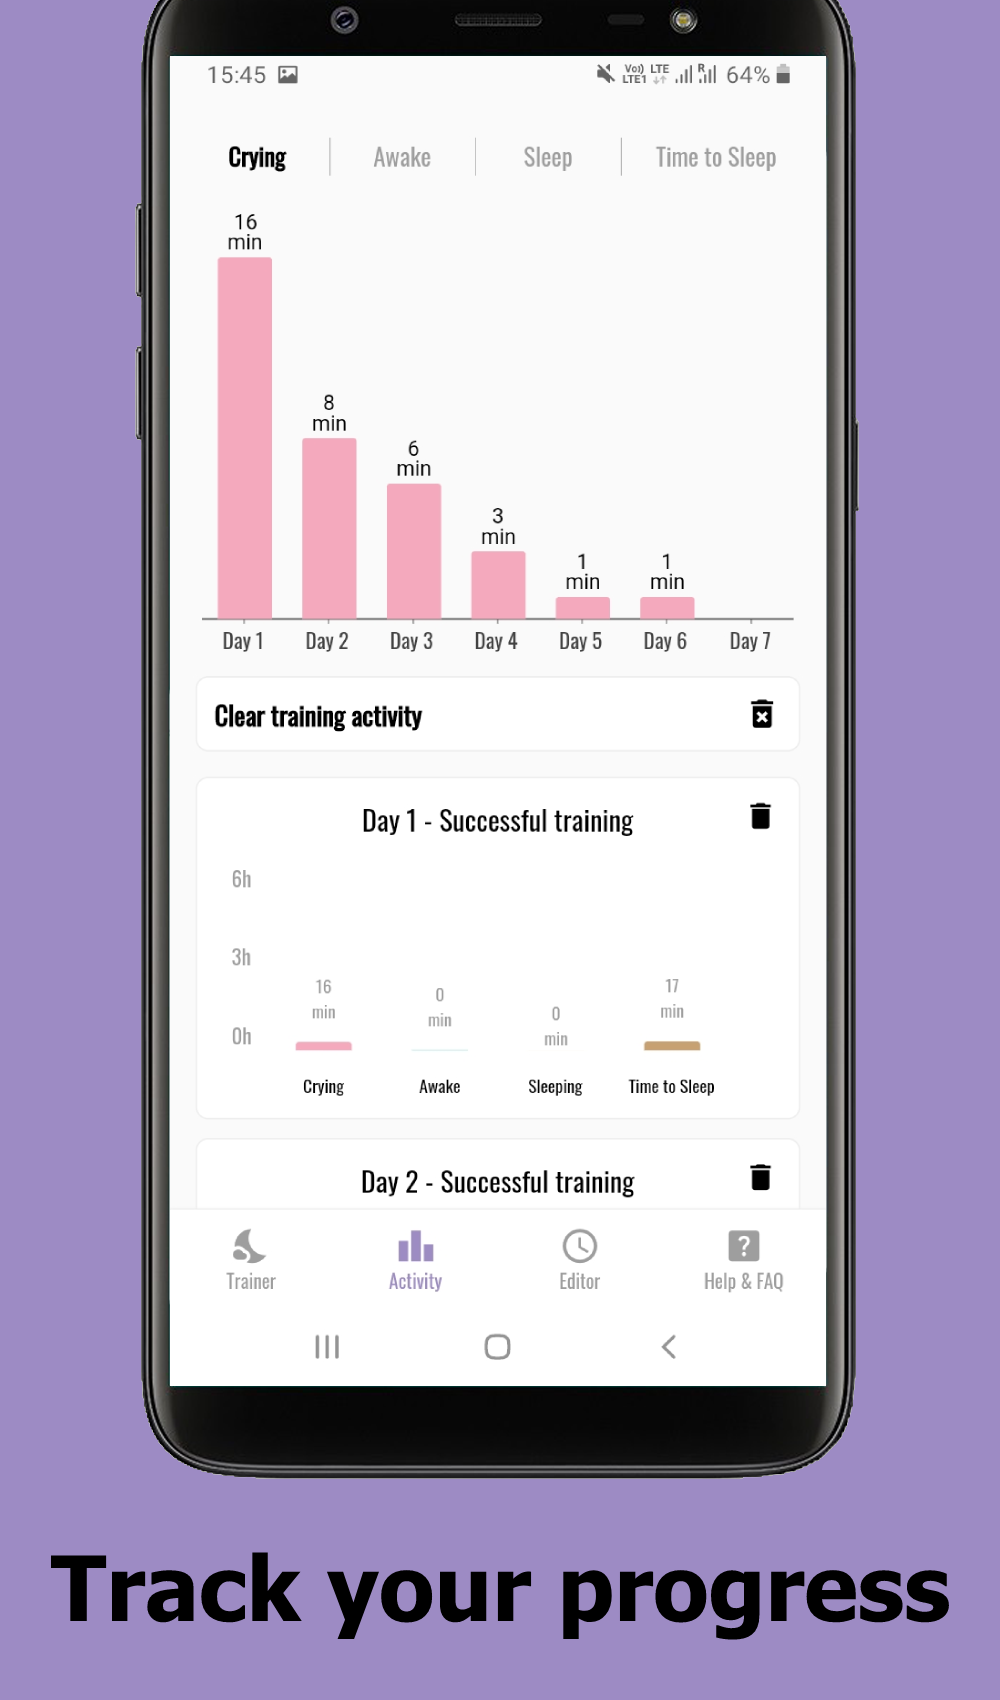 15:45
Vo)) LTE
LTE1
R
64%
Crying
Awake
Sleep
Time to Sleep
16
min
8
min
6
min
3
min
1
min
1
min
Day 1
Day 2
Day 3
Day 4
Day 5
Day 6
Day 7
Clear training activity
Day 1 - Successful training
6h
3h
0h
16
min
0
min
0
min
17
min
Crying
Awake
Sleeping
Time to Sleep
Day 2 - Successful training
Trainer
Activity
Editor
Help & FAQ
Track your progress